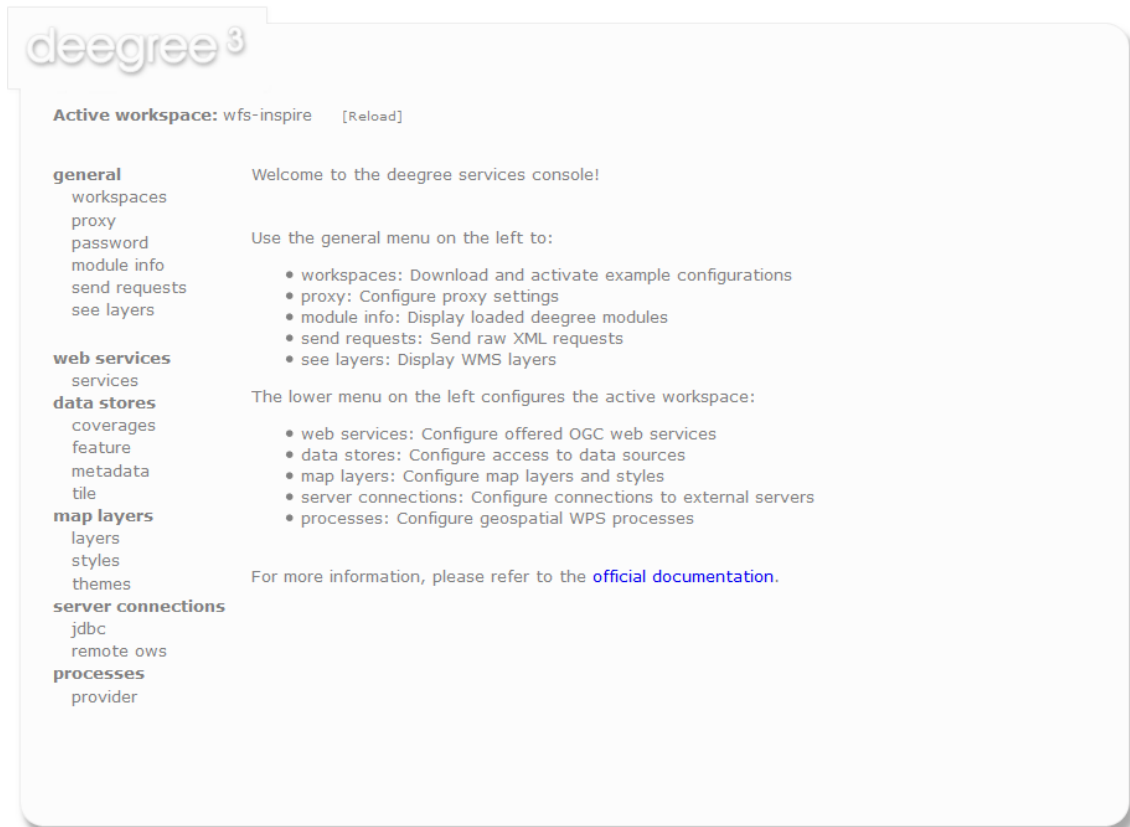 deegree 3
Active workspace: wfs-inspire [Reload]
general
workspaces
proxy
password
module info
send requests
see layers
web services
services
data stores
coverages
feature
metadata
tile
map layers
layers
styles
themes
server connections
jdbc
remote ows
processes
provider
Welcome to the deegree services console!
Use the general menu on the left to:
• workspaces: Download and activate example configurations
• proxy: Configure proxy settings
• module info: Display loaded deegree modules
• send requests: Send raw XML requests
• see layers: Display WMS layers
The lower menu on the left configures the active workspace:
• web services: Configure offered OGC web services
• data stores: Configure access to data sources
• map layers: Configure map layers and styles
• server connections: Configure connections to external servers
• processes: Configure geospatial WPS processes
For more information, please refer to the official documentation.